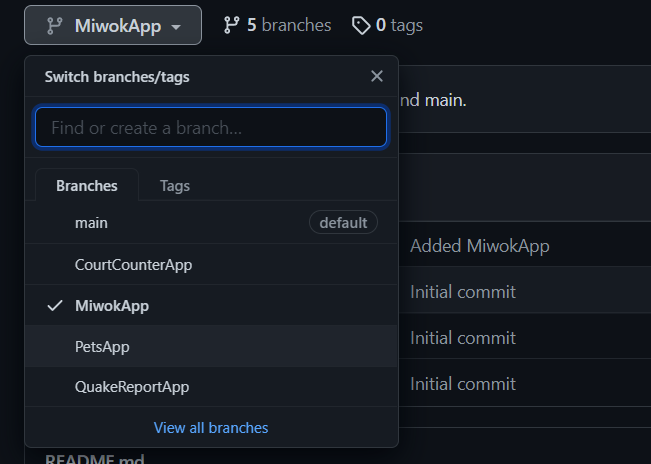 MiwokApp
5 branches
0 tags
Switch branches/tags
nd main.
Find or create a branch...
Branches
Tags
main
default
CourtCounterApp
Added MiwokApp
MiwokApp
Initial commit
PetsApp
Initial commit
QuakeReportApp
Initial commit
View all branches
README.md